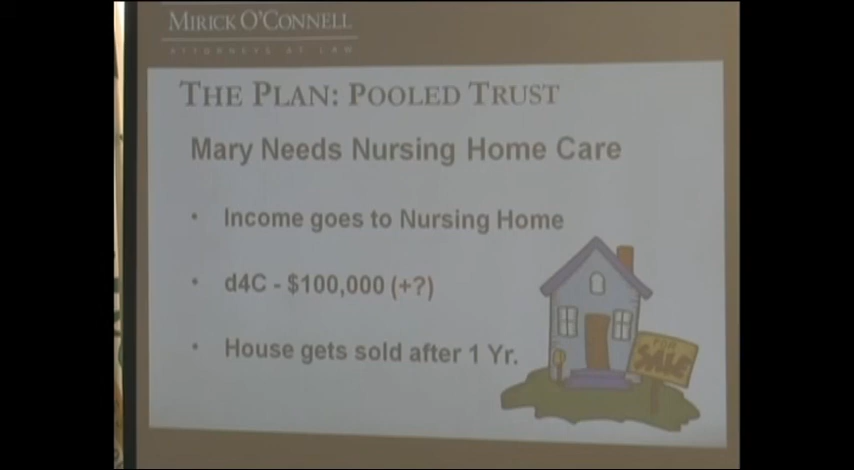 MIRICK O'CONNELL
ATTORNEYS AT LAW
THE PLAN: POOLED TRUST
Mary Needs Nursing Home Care
• Income goes to Nursing Home
• d4C - $100,000 (+?)
• House gets sold after 1 Yr.
FOR
SALE